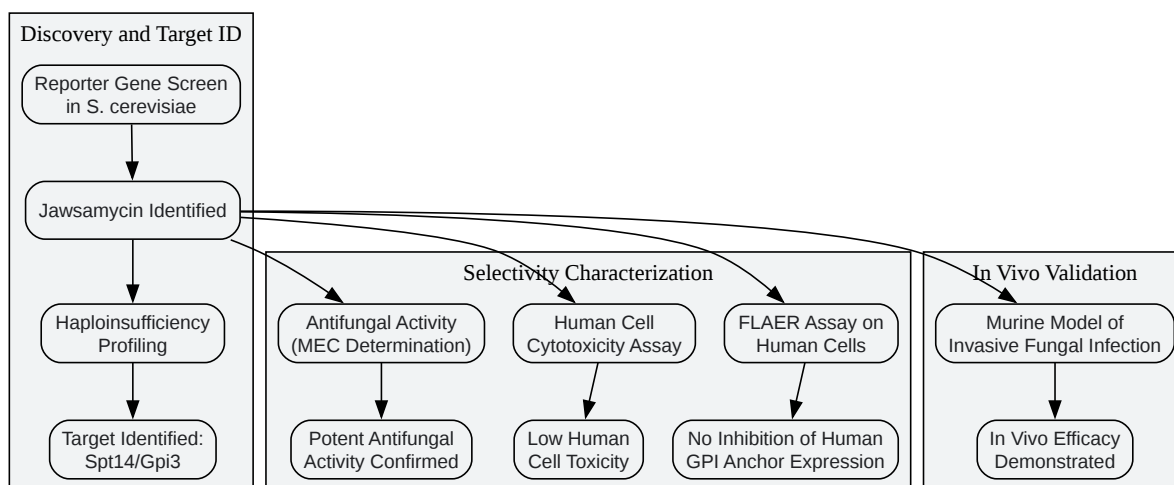 Discovery and Target ID
Reporter Gene Screen
in S. cerevisiae
Jawsamycin Identified
Haploinsufficiency
Profiling
Target Identified:
Spt14/Gpi3
Selectivity Characterization
Antifungal Activity
(MEC Determination)
Potent Antifungal
Activity Confirmed
Human Cell
Cytotoxicity Assay
Low Human
Cell Toxicity
FLAER Assay on
Human Cells
No Inhibition of Human
GPI Anchor Expression
In Vivo Validation
Murine Model of
Invasive Fungal Infection
In Vivo Efficacy
Demonstrated